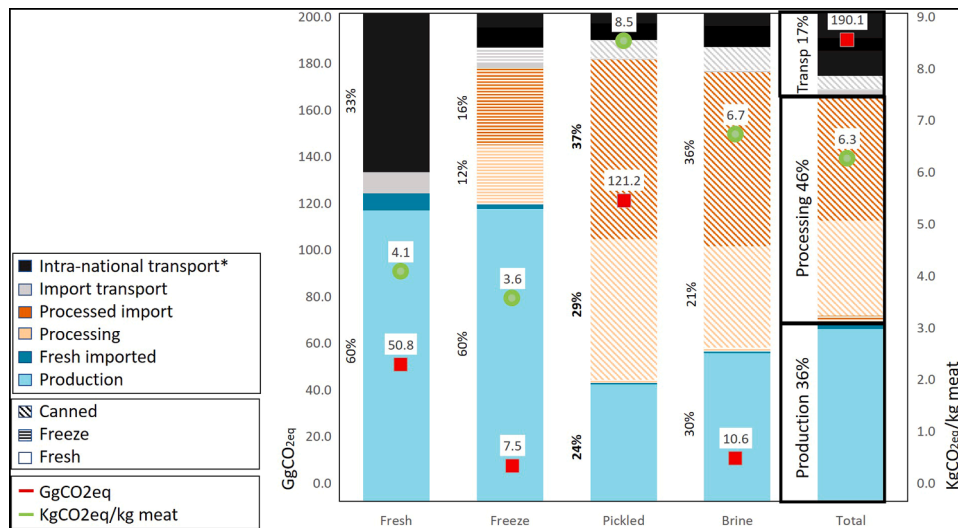 200.0
180.0
160.0
140.0
120.0
100.0
80.0
60.0
40.0
20.0
0.0
GgCO2eq
9.0
8.0
7.0
6.0
5.0
4.0
3.0
2.0
1.0
0.0
KgCO2eq/kg meat
Intra-national transport*
Import transport
Processed import
Processing
Fresh imported
Production
Canned
Freeze
Fresh
GgCO2eq
KgCO2eq/kg meat
33%
60%
4.1
50.8
16%
12%
60%
3.6
7.5
37%
29%
24%
8.5
121.2
36%
21%
30%
6.7
10.6
Transp 17%
Processing 46%
Production 36%
190.1
6.3
Fresh
Freeze
Pickled
Brine
Total